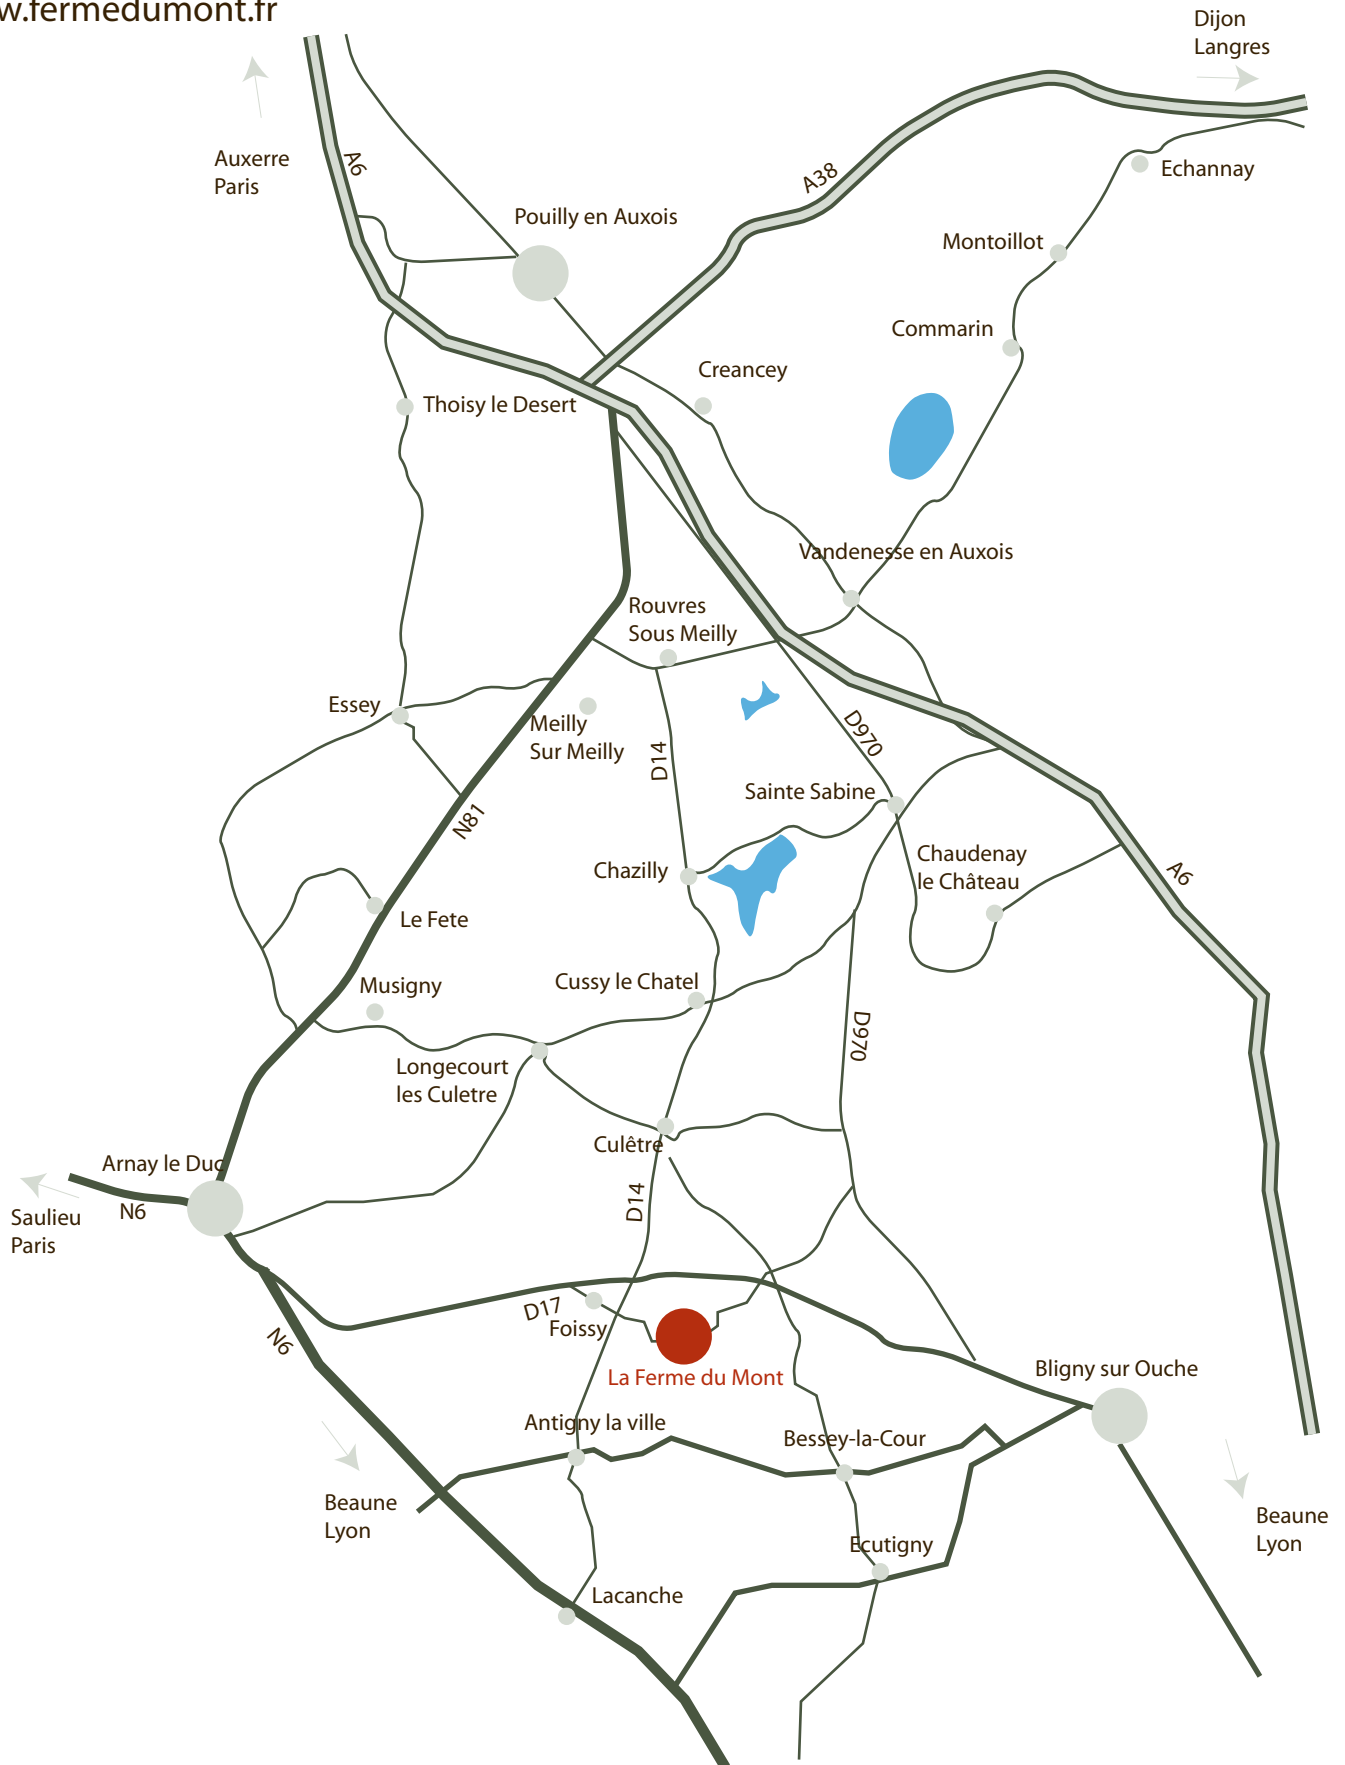 w.fermedumont.fr
Dijon
Langres
Auxerre
Paris
A6
A38
Echannay
Pouilly en Auxois
Montoillot
Commarin
Creancey
Thoisy le Desert
Vandenesse en Auxois
Rouvres
Sous Meilly
Essey
Meilly
Sur Meilly
D14
D970
Sainte Sabine
N81
Chazilly
Chaudenay
le Château
A6
Le Fete
Musigny
Cussy le Chatel
D970
Longecourt
les Culetre
Culêtre
Arnay le Duc
N6
Saulieu
Paris
D14
D17
Foissy
N6
La Ferme du Mont
Bligny sur Ouche
Antigny la ville
Bessey-la-Cour
Beaune
Lyon
Beaune
Lyon
Ecutigny
Lacanche